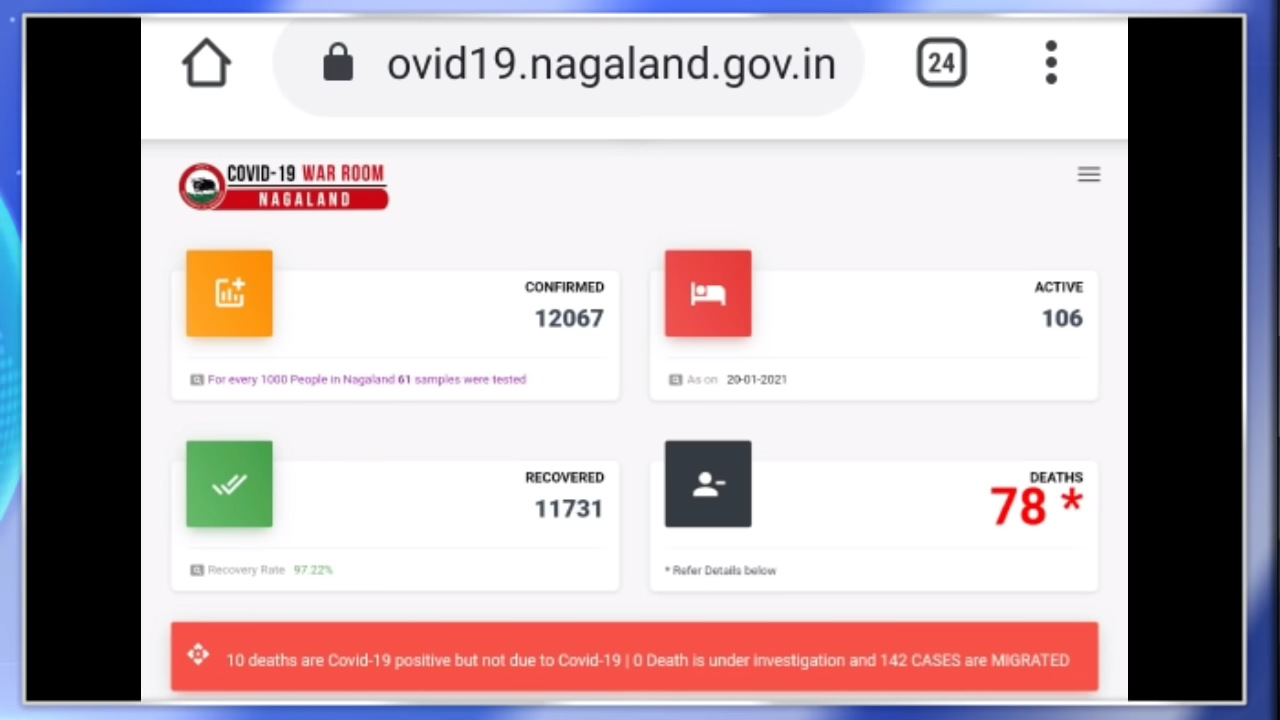 ovid19.nagaland.gov.in
24
COVID-19 WAR ROOM
NAGALAND
CONFIRMED
12067
For every 1000 People in Nagaland 61 samples were tested
ACTIVE
106
As on 20-01-2021
RECOVERED
11731
Recovery Rate 97.22%
DEATHS
78 *
* Refer Details below
10 deaths are Covid-19 positive but not due to Covid-19 | 0 Death is under investigation and 142 CASES are MIGRATED